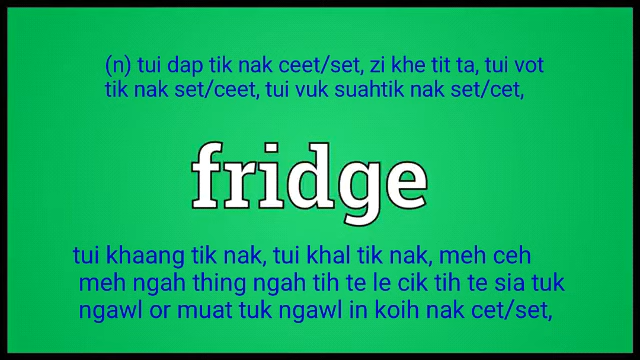 (n) tui dap tik nak ceet/set, zi khe tit ta, tui vot
tik nak set/ceet, tui vuk suahtik nak set/cet,
fridge
tui khaang tik nak, tui khal tik nak, meh ceh
meh ngah thing ngah tih te le cik tih te sia tuk
ngawl or muat tuk ngawl in koih nak cet/set,